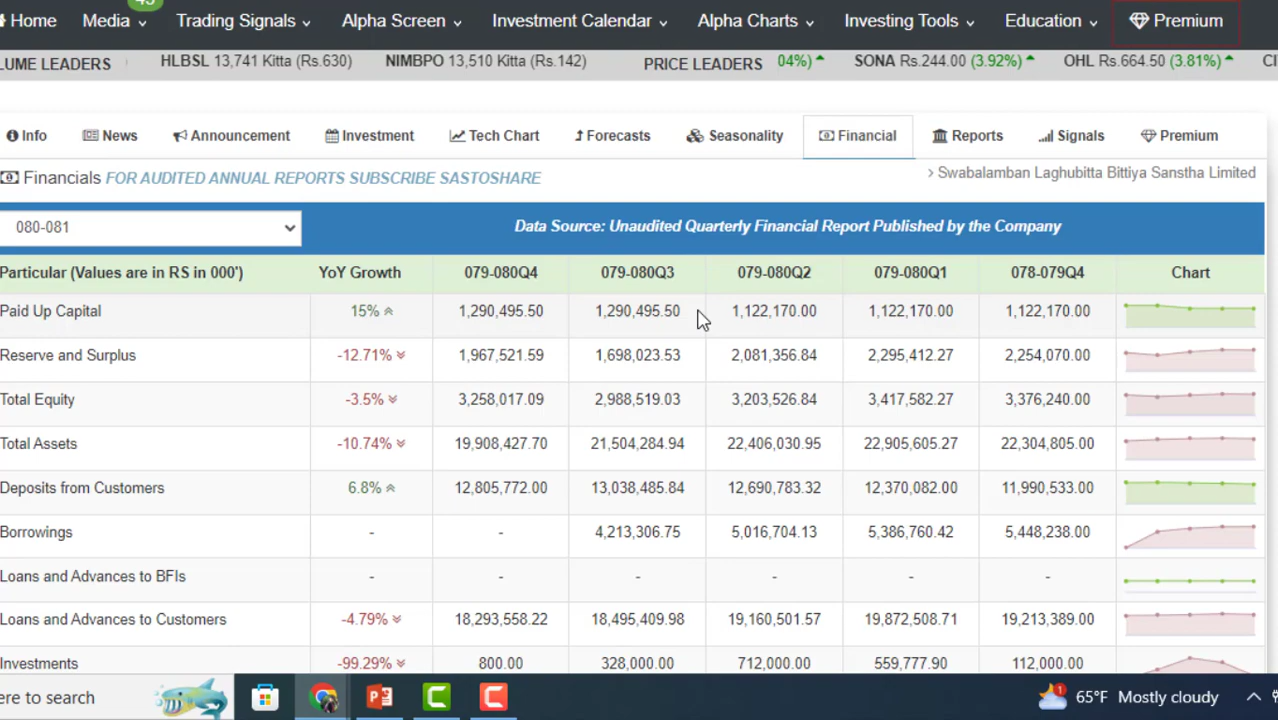 45
Home Media Trading Signals Alpha Screen Investment Calendar Alpha Charts Investing Tools Education Premium
LUME LEADERS HLBSL 13,741 Kitta (Rs.630) NIMBPO 13,510 Kitta (Rs.142) PRICE LEADERS 04%) SONA Rs.244.00 (3.92%) OHL Rs.664.50 (3.81%) CI
Info News Announcement Investment Tech Chart Forecasts Seasonality Financial Reports Signals Premium
Financials FOR AUDITED ANNUAL REPORTS SUBSCRIBE SASTOSHARE > Swabalamban Laghubitta Bittiya Sanstha Limited
080-081 Data Source: Unaudited Quarterly Financial Report Published by the Company
Particular (Values are in RS in 000') YoY Growth 079-080Q4 079-080Q3 079-080Q2 079-080Q1 078-079Q4 Chart
Paid Up Capital 15% 1,290,495.50 1,290,495.50 1,122,170.00 1,122,170.00 1,122,170.00
Reserve and Surplus -12.71% 1,967,521.59 1,698,023.53 2,081,356.84 2,295,412.27 2,254,070.00
Total Equity -3.5% 3,258,017.09 2,988,519.03 3,203,526.84 3,417,582.27 3,376,240.00
Total Assets -10.74% 19,908,427.70 21,504,284.94 22,406,030.95 22,905,605.27 22,304,805.00
Deposits from Customers 6.8% 12,805,772.00 13,038,485.84 12,690,783.32 12,370,082.00 11,990,533.00
Borrowings - - 4,213,306.75 5,016,704.13 5,386,760.42 5,448,238.00
Loans and Advances to BFIs - - - - - -
Loans and Advances to Customers -4.79% 18,293,558.22 18,495,409.98 19,160,501.57 19,872,508.71 19,213,389.00
Investments -99.29% 800.00 328,000.00 712,000.00 559,777.90 112,000.00
ere to search 1 65°F Mostly cloudy